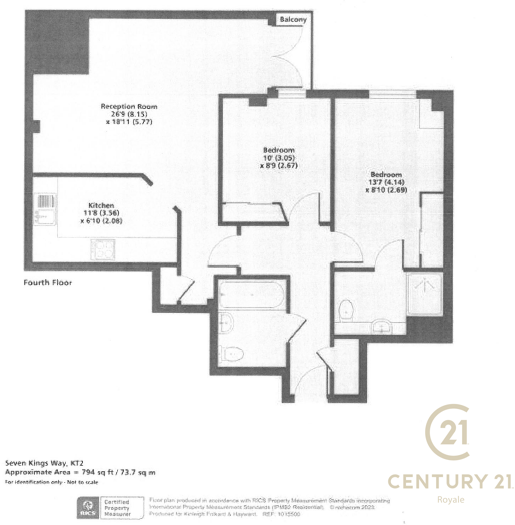 Balcony
Reception Room
26'9 (8.15)
x 18'11 (5.77)
Bedroom
10' (3.05)
x 8'9 (2.67)
Bedroom
13'7 (4.14)
x 8'10 (2.69)
Kitchen
11'8 (3.56)
x 6'10 (2.08)
Fourth Floor
21
CENTURY 21.
Royale
Seven Kings Way, KT2
Approximate Area = 794 sq ft / 73.7 sq m
For identification only - Not to scale
RICS
Certified
Property
Measurer
Floor plan produced in accordance with RICS Property Measurement Standards incorporating
International Property Measurement Standards (IPMS2 Residential). ©nichecom 2023.
Produced for Kinleigh Folkard & Hayward. REF: 1015500